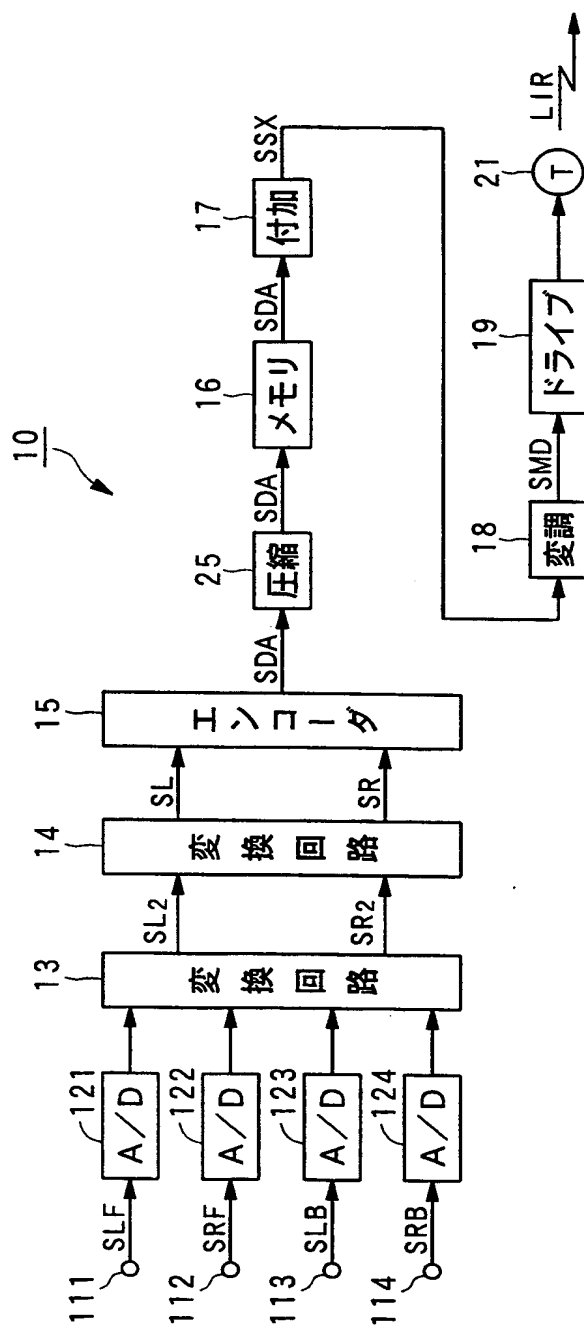 10
111
SLF
121
A/D
112
SRF
122
A/D
113
SLB
123
A/D
114
SRB
124
A/D
13
変換回路
SL2
SR2
14
変換回路
SL
SR
15
エンコーダ
SDA
25
圧縮
SDA
16
メモリ
SDA
17
付加
SSX
18
変調
SMD
19
ドライブ
21
T
LIR